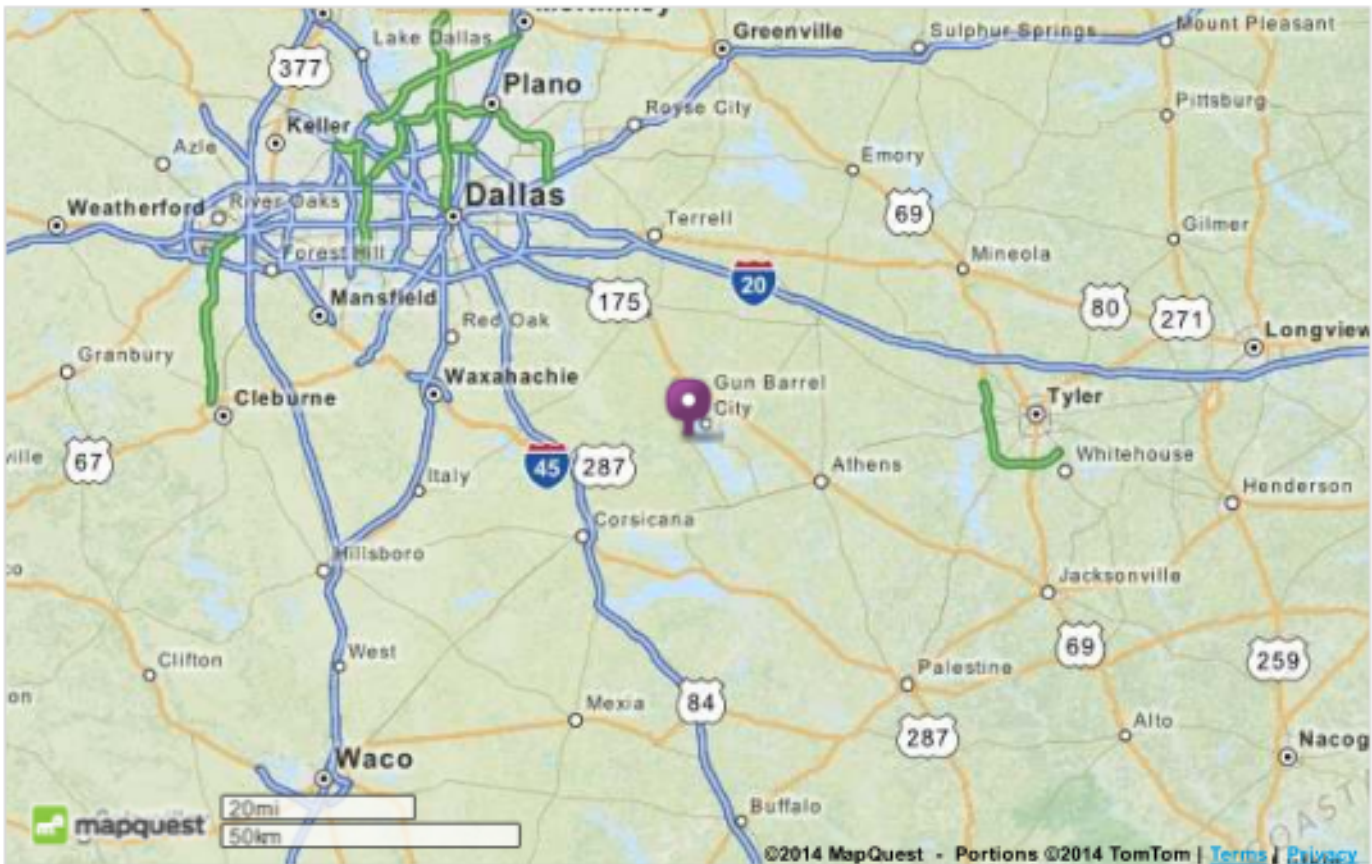 Lake Dallas
377
Greenville
Sulphur Springs
Mount Pleasant
Plano
Royse City
Pittsburg
Keller
Azle
Emory
Dallas
69
Weatherford
River Oaks
Terrell
Gilmer
Forest Hill
Mineola
20
Mansfield
175
80
271
Red Oak
Longview
Granbury
Waxahachie
Gun Barrel
City
Cleburne
Tyler
67
45
287
Athens
Whitehouse
Italy
Henderson
Corsicana
Hillsboro
Jacksonville
West
Clifton
69
259
Palestine
Mexia
84
287
Alto
Waco
Nacog
Buffalo
mapquest
20mi
50km
©2014 MapQuest - Portions ©2014 TomTom | Terms | Privacy